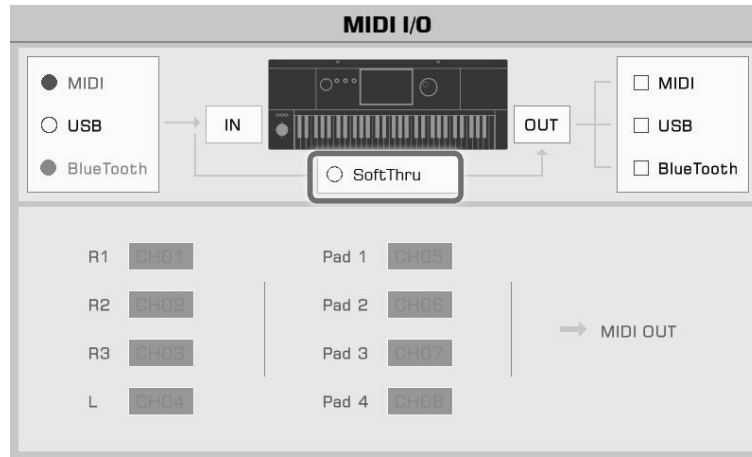 MIDI I/O
MIDI
USB
BlueTooth
IN
OUT
SoftThru
MIDI
USB
BlueTooth
R1 CH01
R2 CH02
R3 CH03
L CH04
Pad 1 CH05
Pad 2 CH06
Pad 3 CH07
Pad 4 CH08
MIDI OUT